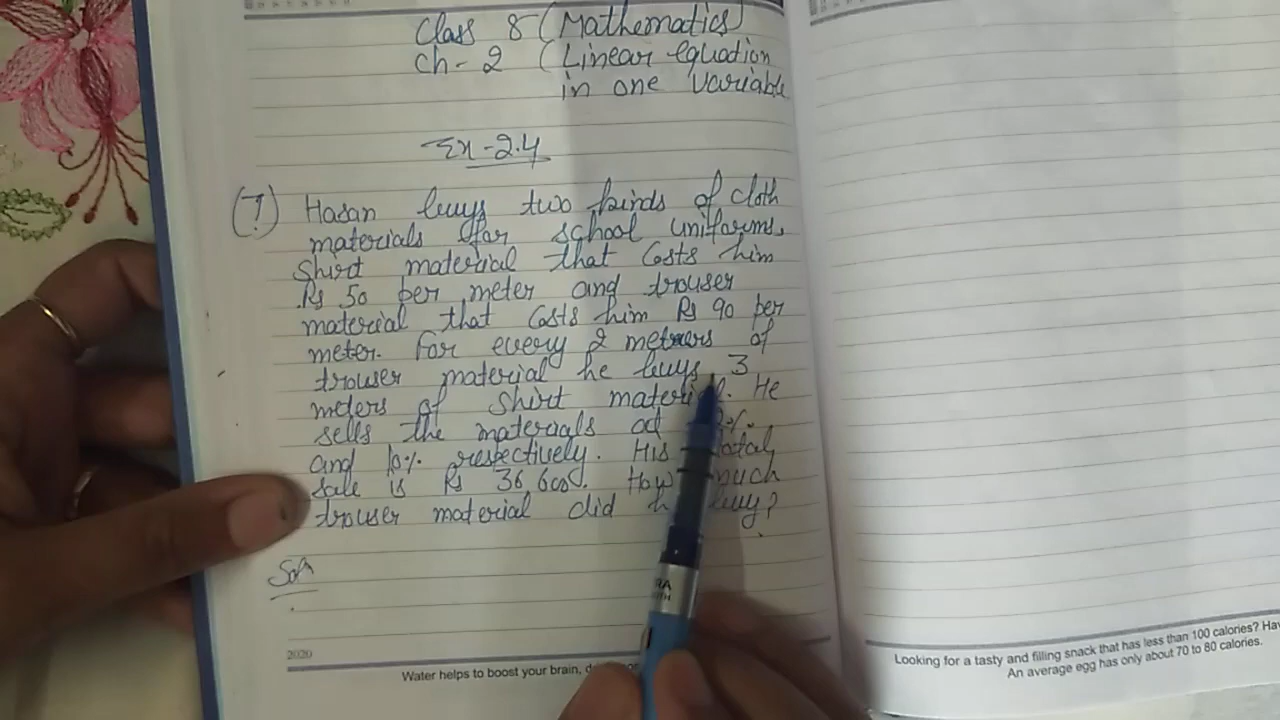 Class 8 (Mathematics)
Ch-2 (Linear equation
in one variable
Ex-2.4
(7) Hasan buys two kinds of cloth
materials for school uniforms,
shirt material that costs him
Rs 50 per meter and trouser
material that costs him Rs 90 per
meter. For every 2 meters of
trouser material he buys 3
meters of shirt material. He
sells the materials at
and 10% respectively. His total
sale is Rs 36 600. How much
trouser material did buy?
Soln
2020
Water helps to boost your brain,
Looking for a tasty and filling snack that has less than 100 calories?
An average egg has only about 70 to 80 calories.